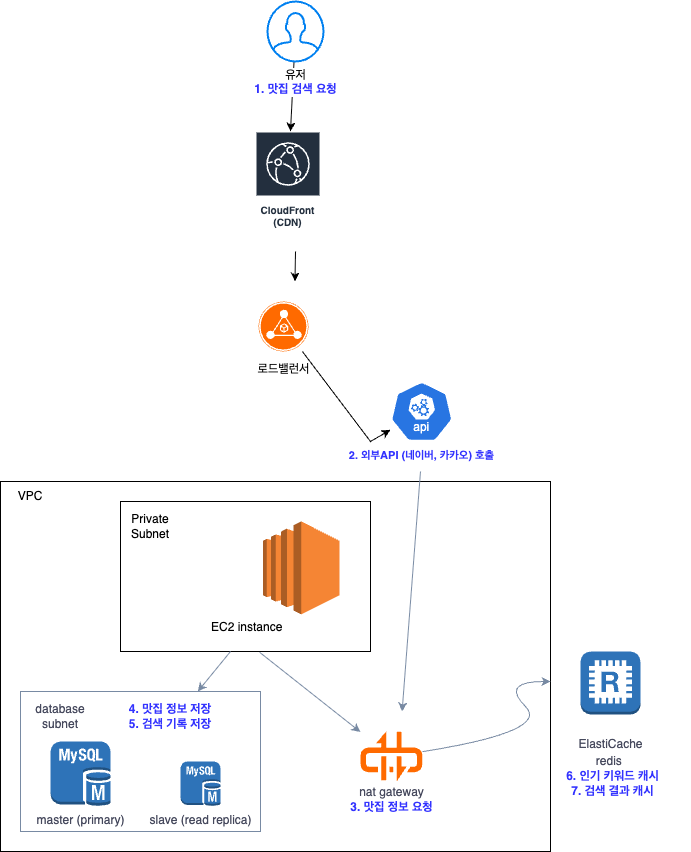 유저
1. 맛집 검색 요청
CloudFront
(CDN)
로드밸런서
api
2. 외부API (네이버, 카카오) 호출
VPC
Private
Subnet
EC2 instance
database
subnet
4. 맛집 정보 저장
5. 검색 기록 저장
MySQL
M
master (primary)
MySQL
M
slave (read replica)
nat gateway
3. 맛집 정보 요청
R
ElastiCache
redis
6. 인기 키워드 캐시
7. 검색 결과 캐시